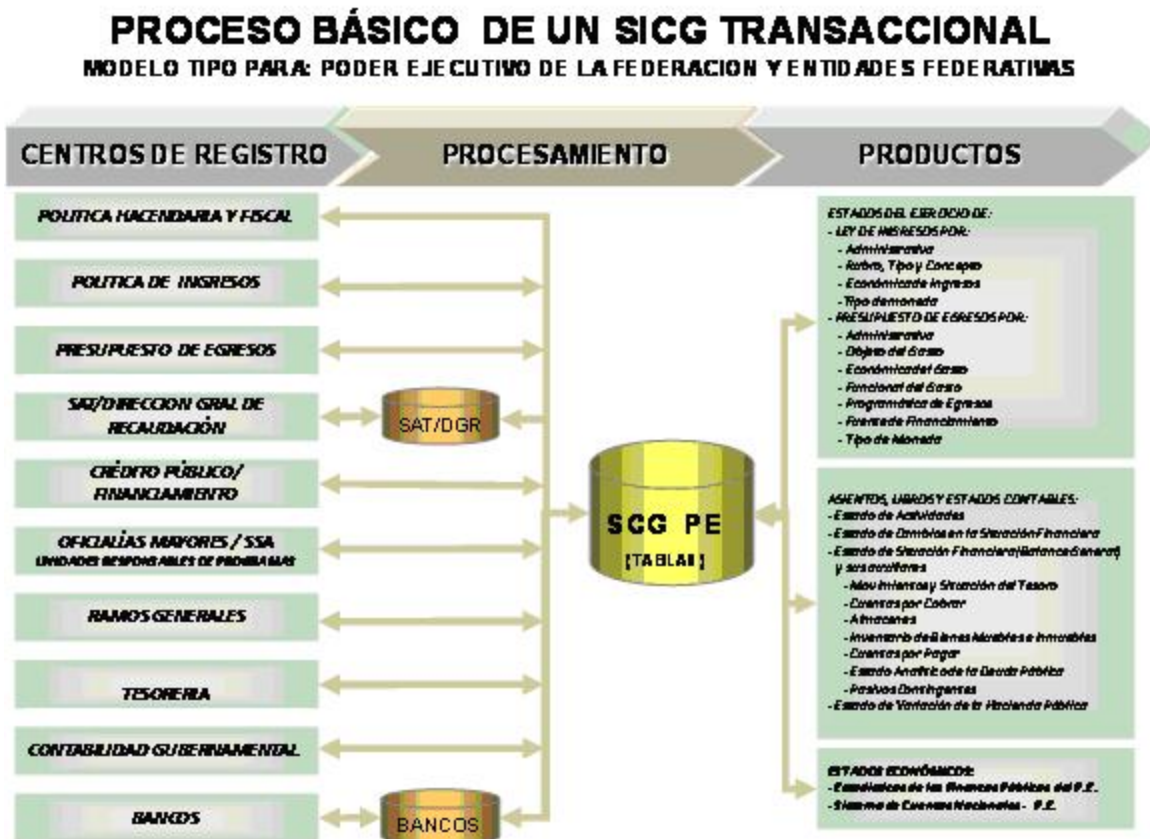 PROCESO BÁSICO DE UN SICG TRANSACCIONAL
MODELO TIPO PARA: PODER EJECUTIVO DE LA FEDERACION Y ENTIDADES FEDERATIVAS
CENTROS DE REGISTRO
PROCESAMIENTO
PRODUCTOS
POLITICA HACENDARIA Y FISCAL
POLITICA DE INGRESOS
PRESUPUESTO DE EGRESOS
SAT/DIRECCION GRAL DE
RECAUDACIÓN
CRÉDITO PÚBLICO/
FINANCIAMIENTO
OFICIALÍAS MAYORES / SSA
UNIDADES RESPONSABLES DE PROGRAMAS
RAMOS GENERALES
TESORERIA
CONTABILIDAD GUBERNAMENTAL
BANCOS
SAT/DGR
BANCOS
SCG PE
(TABLAS)
ESTADOS DEL EJERCICIO DE:
- LEY DE INGRESOS POR:
- Administrativa
- Rubro, Tipo y Concepto
- Económica de Ingresos
- Tipo de moneda
- PRESUPUESTO DE EGRESOS POR:
- Administrativa
- Objeto del Gasto
- Económica del Gasto
- Funcional del Gasto
- Programática de Egresos
- Fuente de Financiamiento
- Tipo de Moneda
ASIENTOS, LIBROS Y ESTADOS CONTABLES:
- Estado de Actividades
- Estado de Cambios en la Situación Financiera
- Estado de Situación Financiera (Balance General)
y sus auxiliares
- Movimientos y Situación del Tesoro
- Cuentas por Cobrar
- Almacenes
- Inventario de Bienes Muebles e Inmuebles
- Cuentas por Pagar
- Estado Analítico de la Deuda Pública
- Pasivos Contingentes
- Estado de Variación de la Hacienda Pública
ESTADOS ECONÓMICOS:
- Estadísticas de las Finanzas Públicas del P.E.
- Sistema de Cuentas Nacionales - P.E.